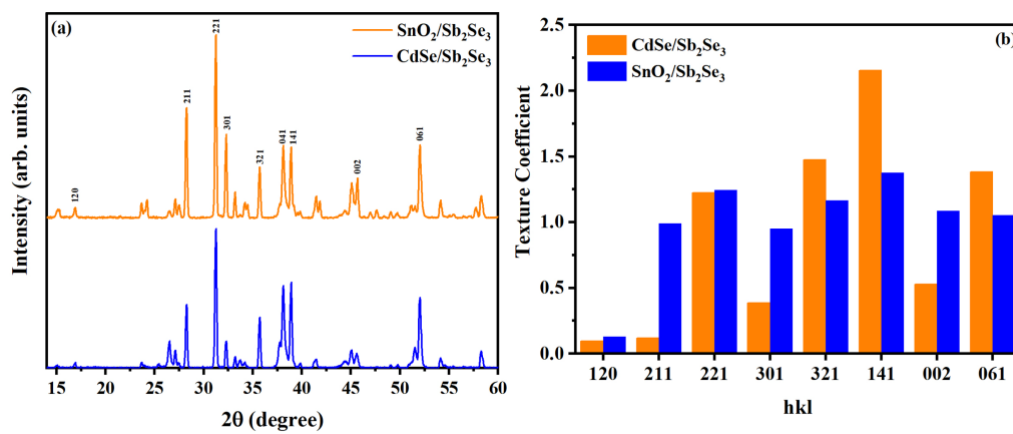 (a)
SnO₂/Sb₂Se₃
CdSe/Sb₂Se₃
120
211
221
301
321
041
141
002
061
Intensity (arb. units)
15 20 25 30 35 40 45 50 55 60
2θ (degree)
(b)
CdSe/Sb₂Se₃
SnO₂/Sb₂Se₃
Texture Coefficient
2.5
2.0
1.5
1.0
0.5
0.0
120 211 221 301 321 141 002 061
hkl